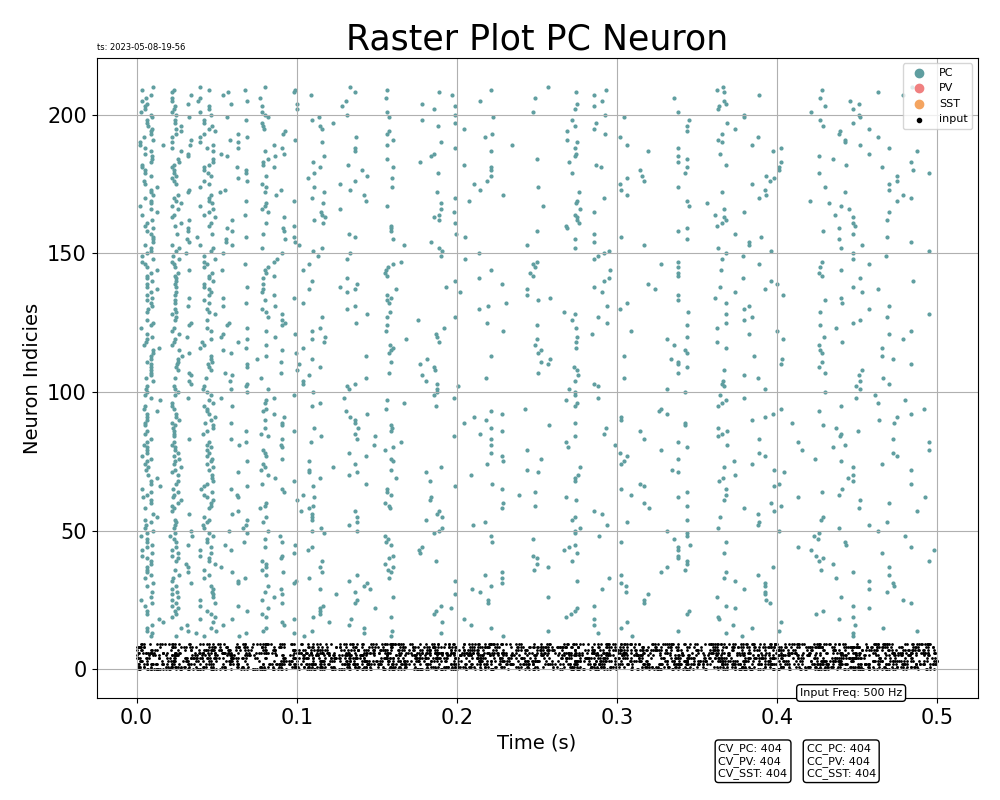 Raster Plot PC Neuron
ts: 2023-05-08-19-56
PC
PV
SST
input
200
150
100
50
0
Neuron Indicies
0.0 0.1 0.2 0.3 0.4 0.5
Time (s)
Input Freq: 500 Hz
CV_PC: 404
CV_PV: 404
CV_SST: 404
CC_PC: 404
CC_PV: 404
CC_SST: 404